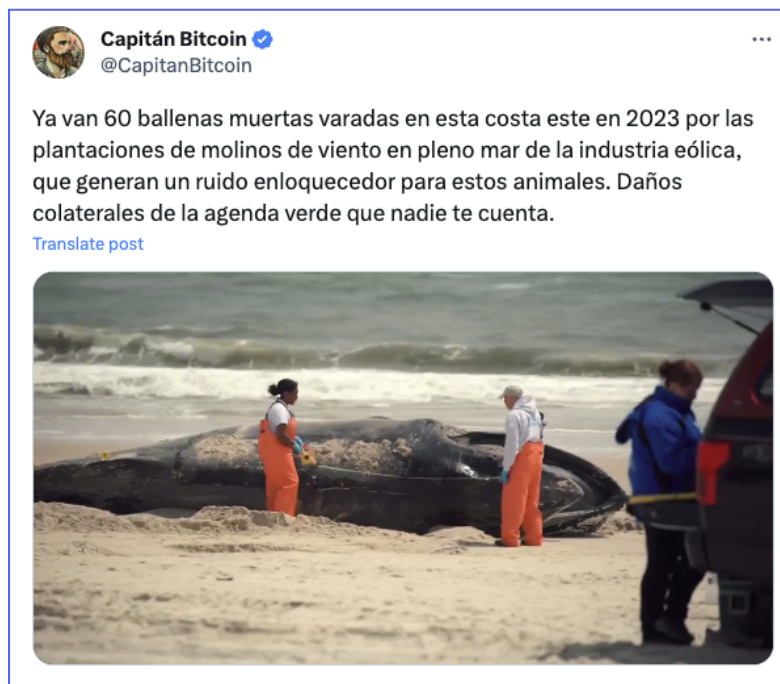 Capitán Bitcoin
@CapitanBitcoin
Ya van 60 ballenas muertas varadas en esta costa este en 2023 por las
plantaciones de molinos de viento en pleno mar de la industria eólica,
que generan un ruido enloquecedor para estos animales. Daños
colaterales de la agenda verde que nadie te cuenta.
Translate post